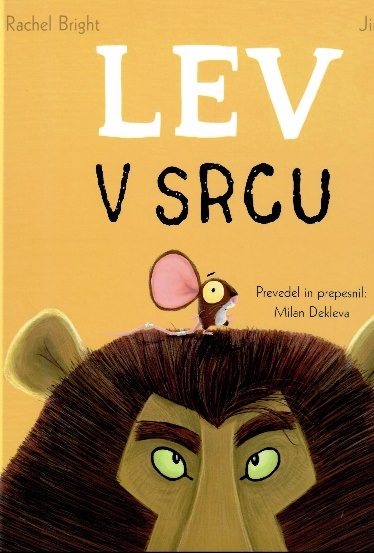 Rachel Bright
LEV
V SRCU
Prevedel in prepesnil:
Milan Dekleva